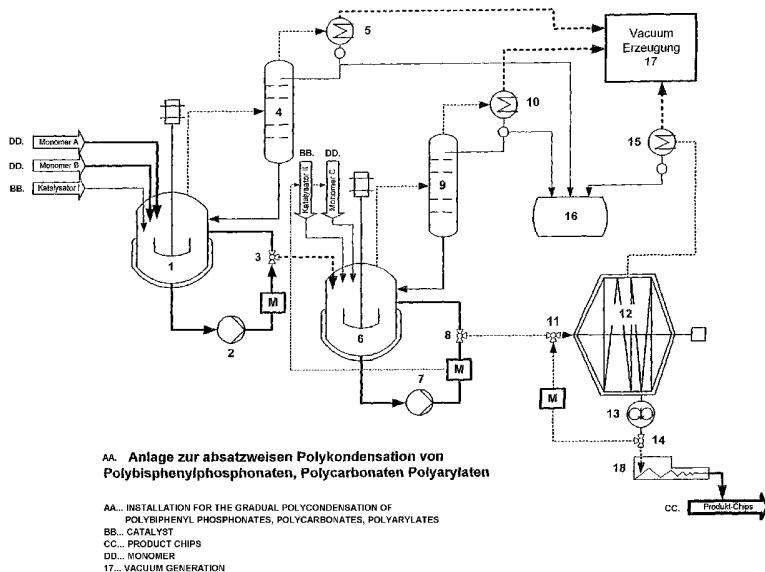 5
Vacuum
Erzeugung
17
4
10
15
DD.
Monomer A
DD.
Monomer B
BB.
Katalysator I
BB.
DD.
Katalysator II
Monomer C
9
16
1
3
M
2
6
8
M
7
11
12
M
13
14
18
CC.
Produkt-Chips
AA. Anlage zur absatzweisen Polykondensation von
Polybisphenylphosphonaten, Polycarbonaten Polyarylaten
AA... INSTALLATION FOR THE GRADUAL POLYCONDENSATION OF
POLYBIPHENYL PHOSPHONATES, POLYCARBONATES, POLYARYLATES
BB... CATALYST
CC... PRODUCT CHIPS
DD... MONOMER
17... VACUUM GENERATION